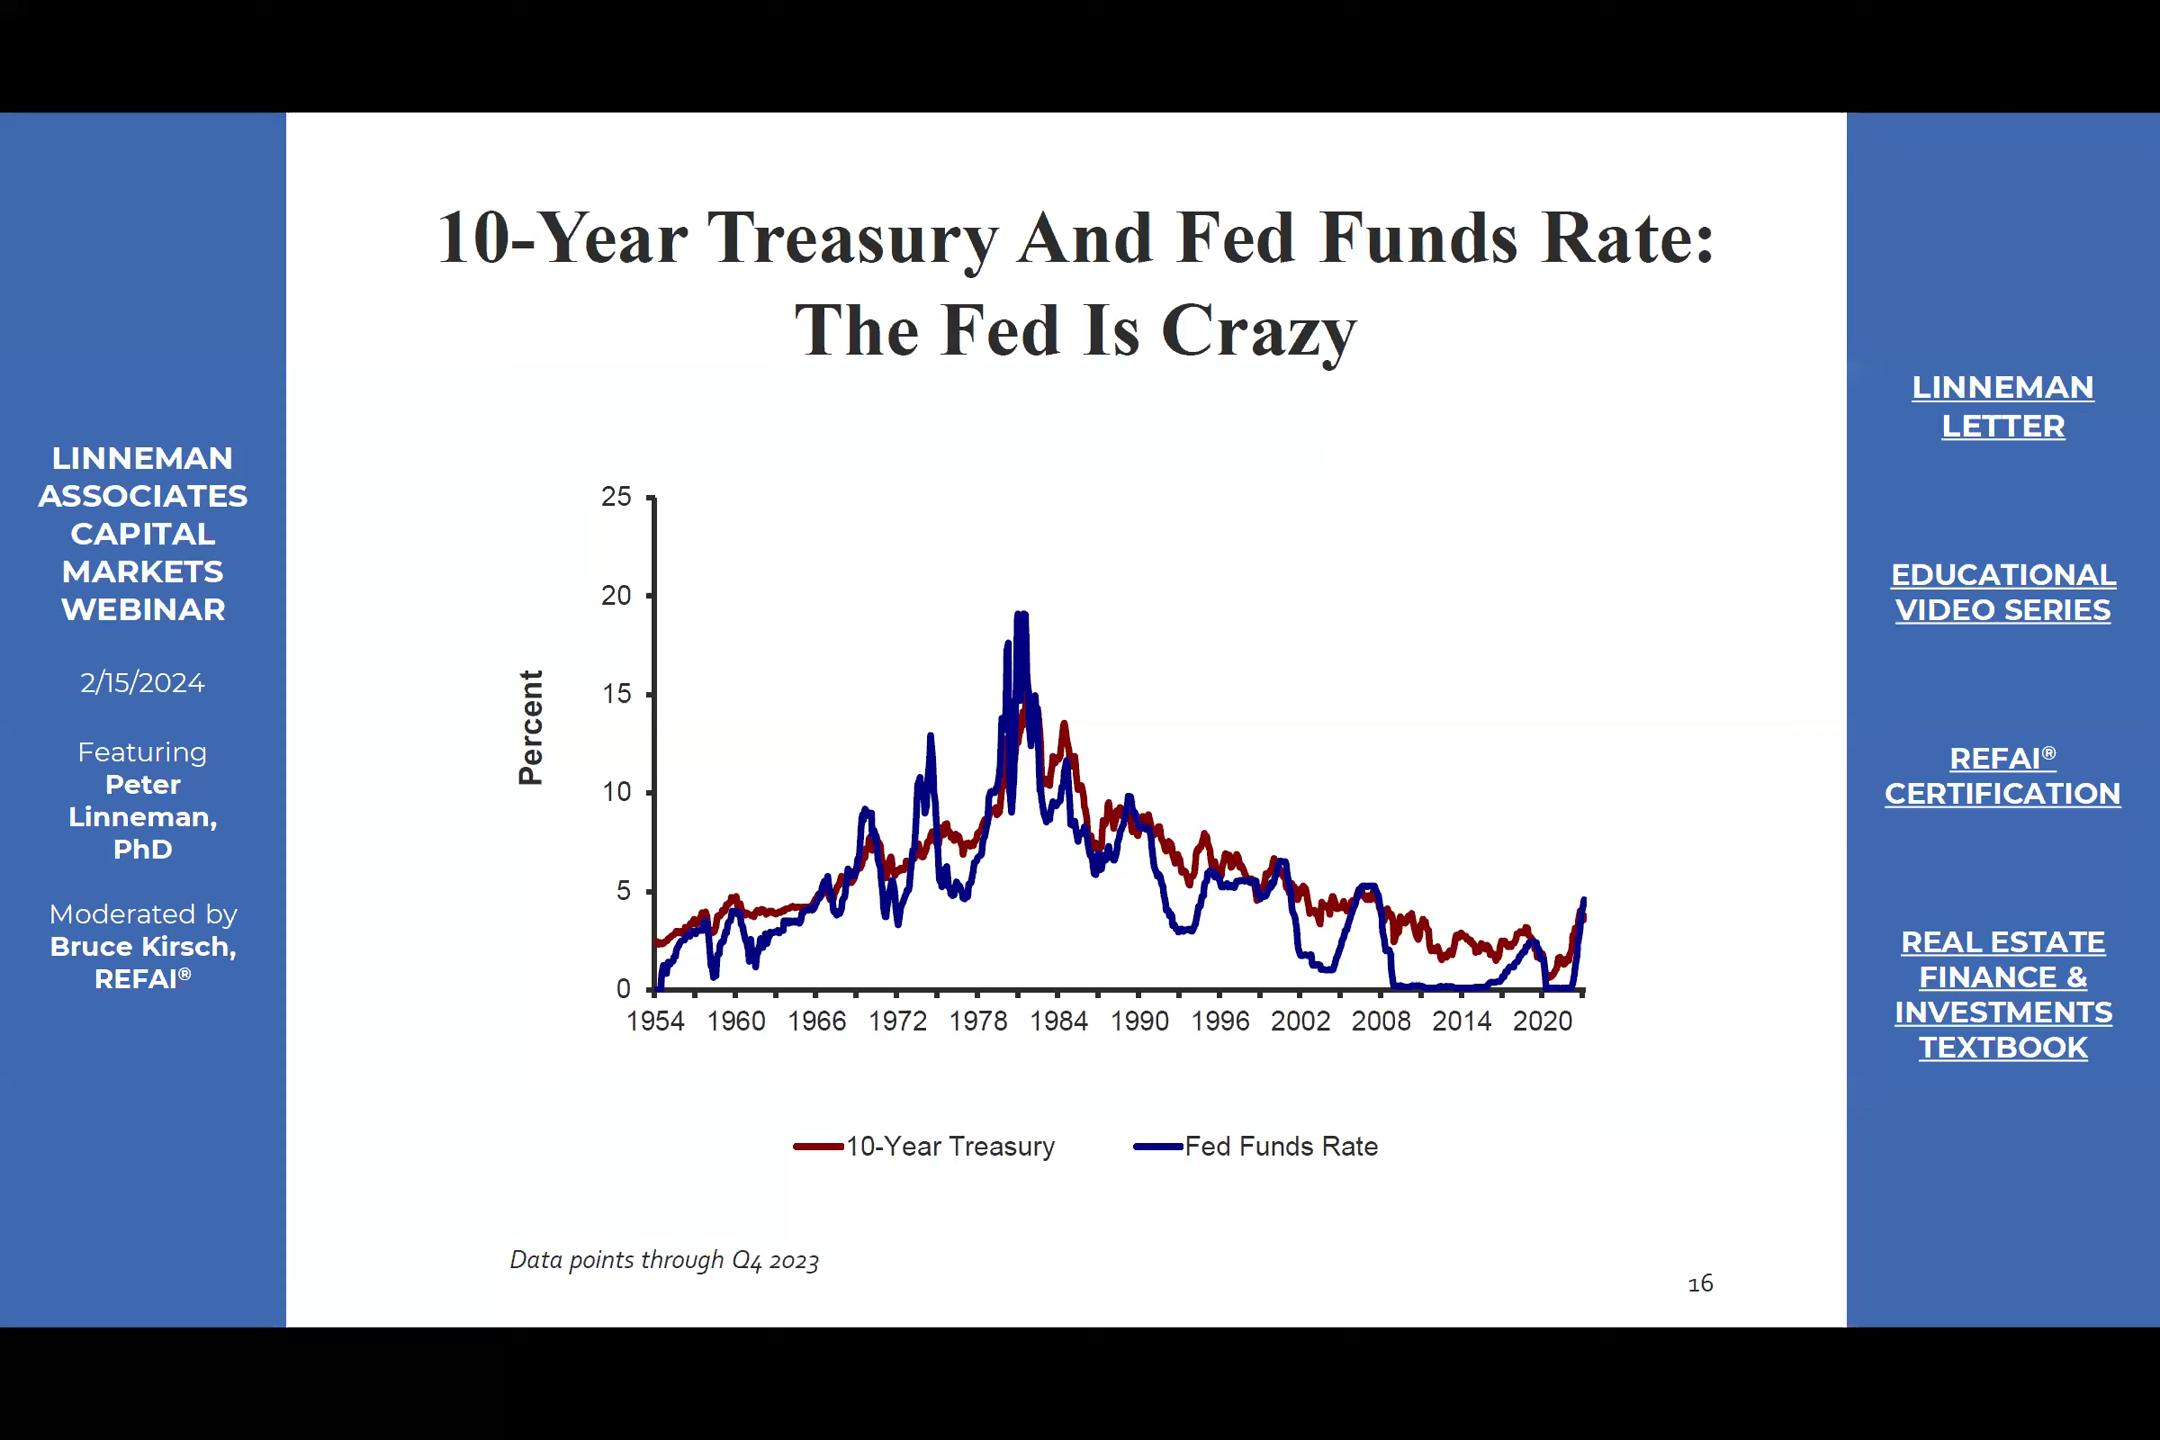 10-Year Treasury And Fed Funds Rate:
The Fed Is Crazy
LINNEMAN
ASSOCIATES
CAPITAL
MARKETS
WEBINAR
2/15/2024
Featuring
Peter
Linneman,
PhD
Moderated by
Bruce Kirsch,
REFAI®
Percent
25
20
15
10
5
0
1954 1960 1966 1972 1978 1984 1990 1996 2002 2008 2014 2020
10-Year Treasury Fed Funds Rate
Data points through Q4 2023
16
LINNEMAN
LETTER
EDUCATIONAL
VIDEO SERIES
REFAI®
CERTIFICATION
REAL ESTATE
FINANCE &
INVESTMENTS
TEXTBOOK